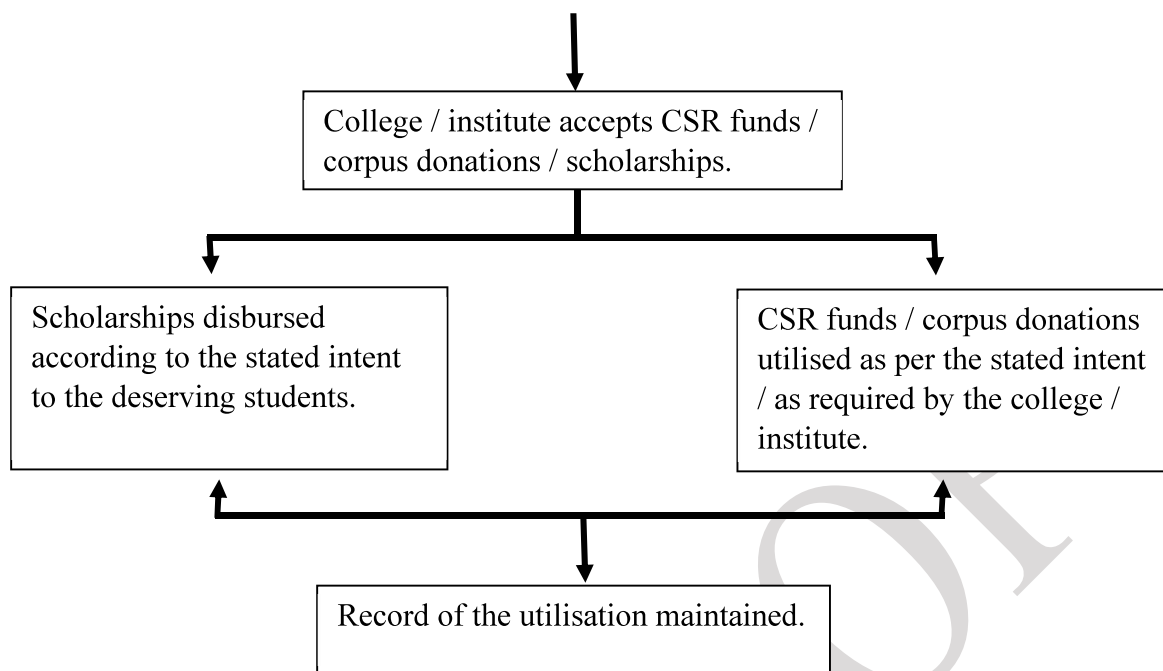 College / institute accepts CSR funds /
corpus donations / scholarships.
Scholarships disbursed
according to the stated intent
to the deserving students.
CSR funds / corpus donations
utilised as per the stated intent
/ as required by the college /
institute.
Record of the utilisation maintained.